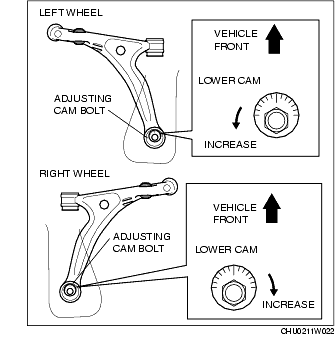 LEFT WHEEL
VEHICLE
FRONT
LOWER CAM
ADJUSTING
CAM BOLT
INCREASE
RIGHT WHEEL
VEHICLE
FRONT
ADJUSTING
CAM BOLT
LOWER CAM
INCREASE
CHU0211W022